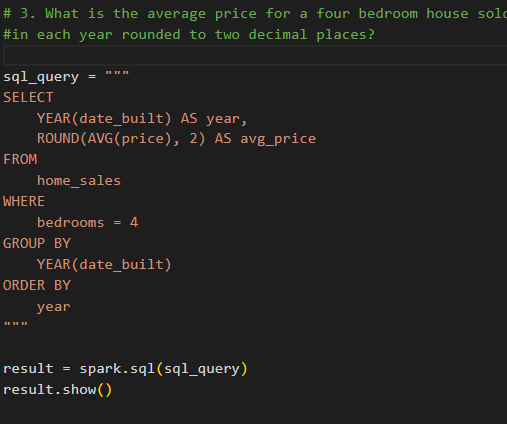 # 3. What is the average price for a four bedroom house sold
#in each year rounded to two decimal places?
sql_query = """
SELECT
    YEAR(date_built) AS year,
    ROUND(AVG(price), 2) AS avg_price
FROM
    home_sales
WHERE
    bedrooms = 4
GROUP BY
    YEAR(date_built)
ORDER BY
    year
"""
result = spark.sql(sql_query)
result.show()